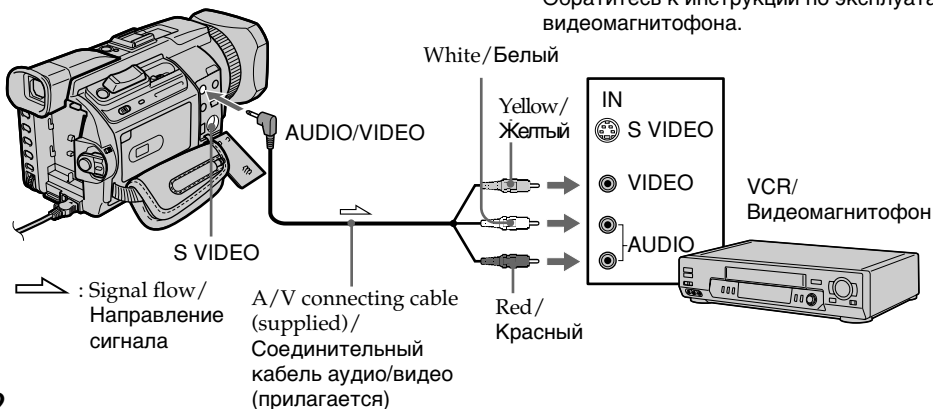 Обратитесь к инструкции по эксплуата
видеомагнитофона.
White/Белый
Yellow/
Желтый
IN
S VIDEO
AUDIO/VIDEO
VIDEO
VCR/
Видеомагнитофон
AUDIO
S VIDEO
: Signal flow/
Направление
сигнала
A/V connecting cable
(supplied)/
Соединительный
кабель аудио/видео
(прилагается)
Red/
Красный